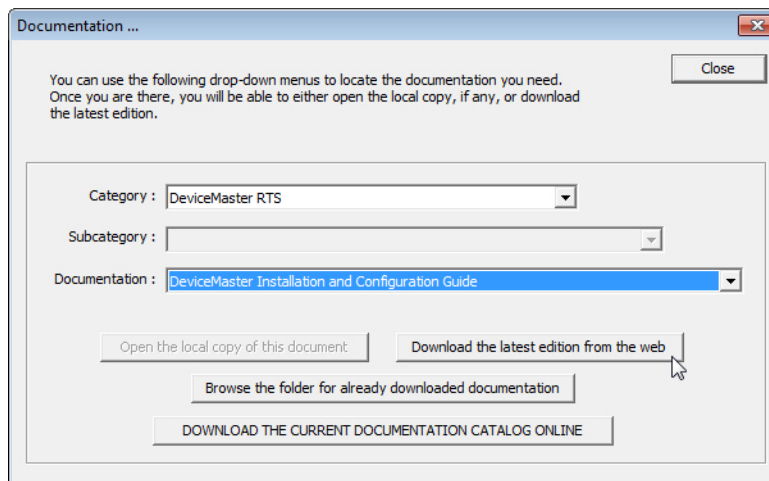 Documentation ...
Close
You can use the following drop-down menus to locate the documentation you need.
Once you are there, you will be able to either open the local copy, if any, or download
the latest edition.
Category : DeviceMaster RTS
Subcategory :
Documentation : DeviceMaster Installation and Configuration Guide
Open the local copy of this document Download the latest edition from the web
Browse the folder for already downloaded documentation
DOWNLOAD THE CURRENT DOCUMENTATION CATALOG ONLINE